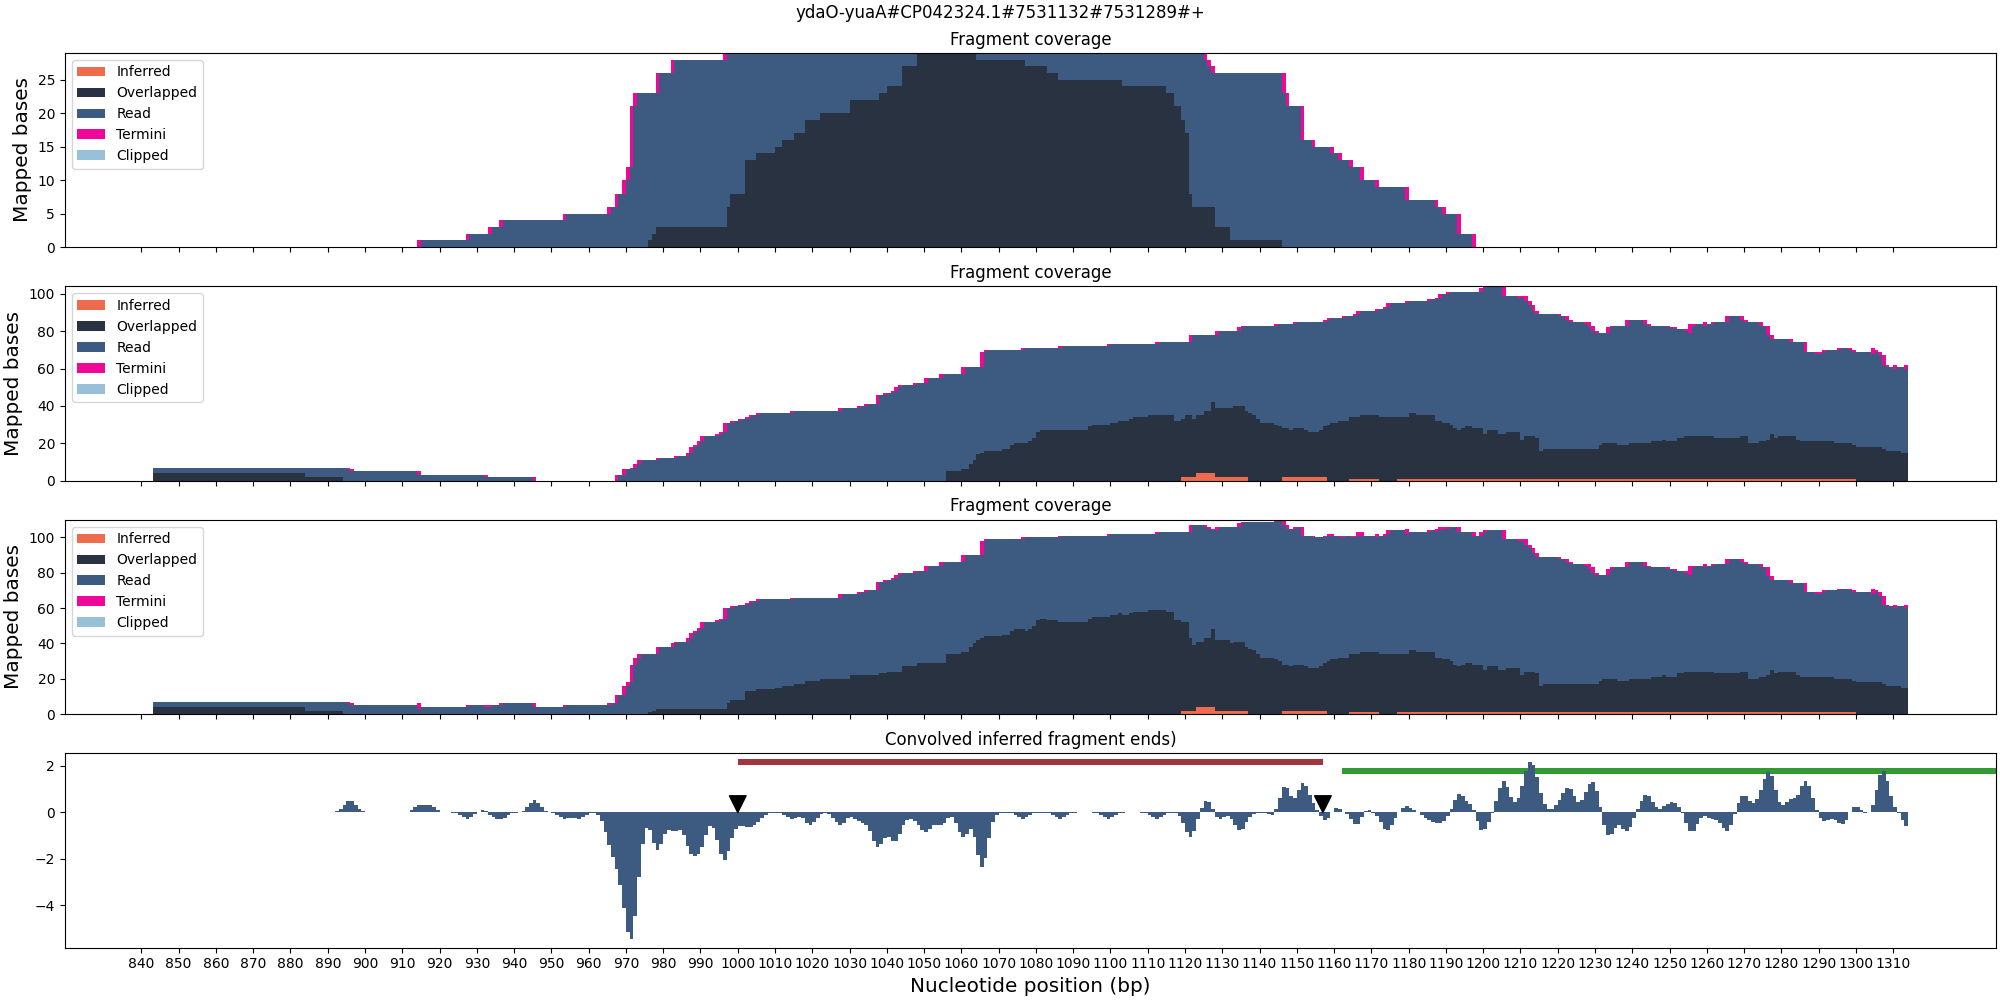 ydaO-yuaA#CP042324.1#7531132#7531289#+
Fragment coverage
Mapped bases
25
20
15
10
5
0
Inferred
Overlapped
Read
Termini
Clipped
Fragment coverage
Mapped bases
100
80
60
40
20
0
Inferred
Overlapped
Read
Termini
Clipped
Fragment coverage
Mapped bases
100
80
60
40
20
0
Inferred
Overlapped
Read
Termini
Clipped
Convolved inferred fragment ends)
2
0
−2
−4
840 850 860 870 880 890 900 910 920 930 940 950 960 970 980 990 1000 1010 1020 1030 1040 1050 1060 1070 1080 1090 1100 1110 1120 1130 1140 1150 1160 1170 1180 1190 1200 1210 1220 1230 1240 1250 1260 1270 1280 1290 1300 1310
Nucleotide position (bp)